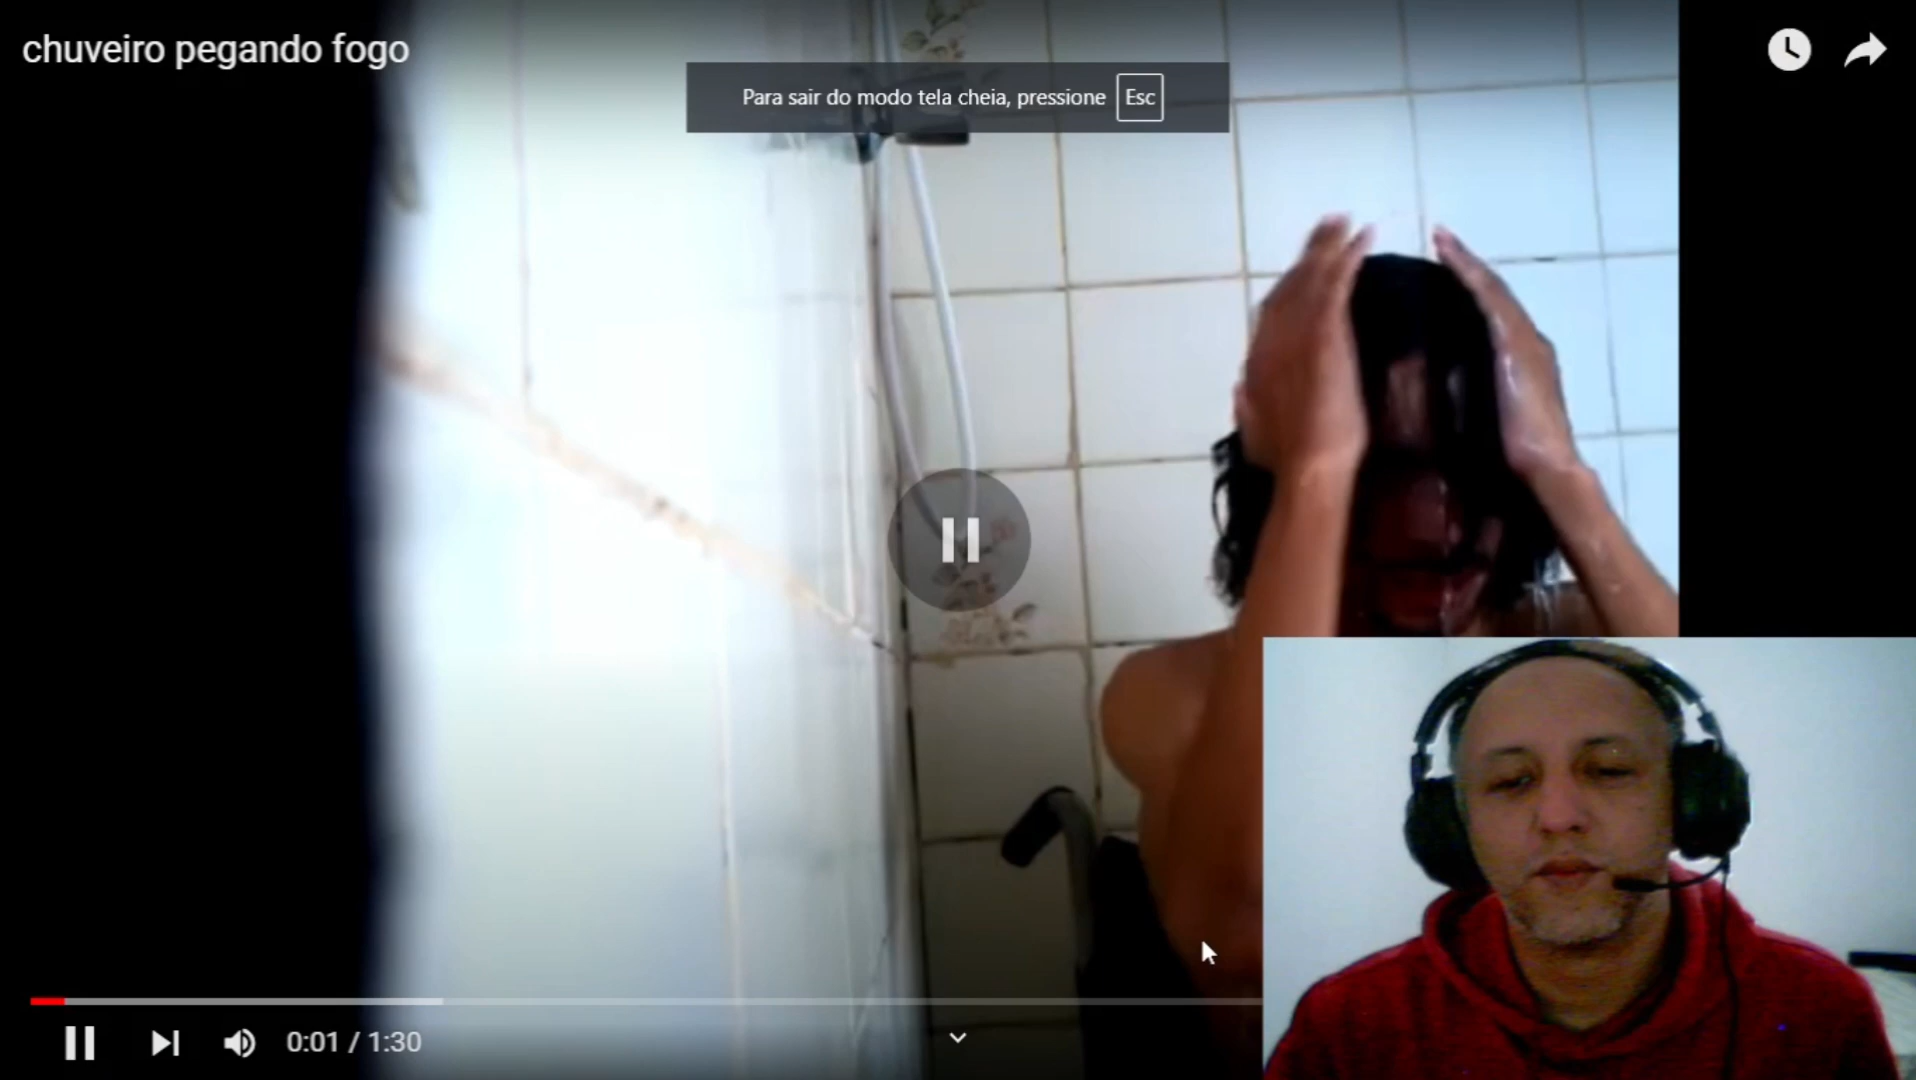 chuveiro pegando fogo
Para sair do modo tela cheia, pressione Esc
0:01 / 1:30